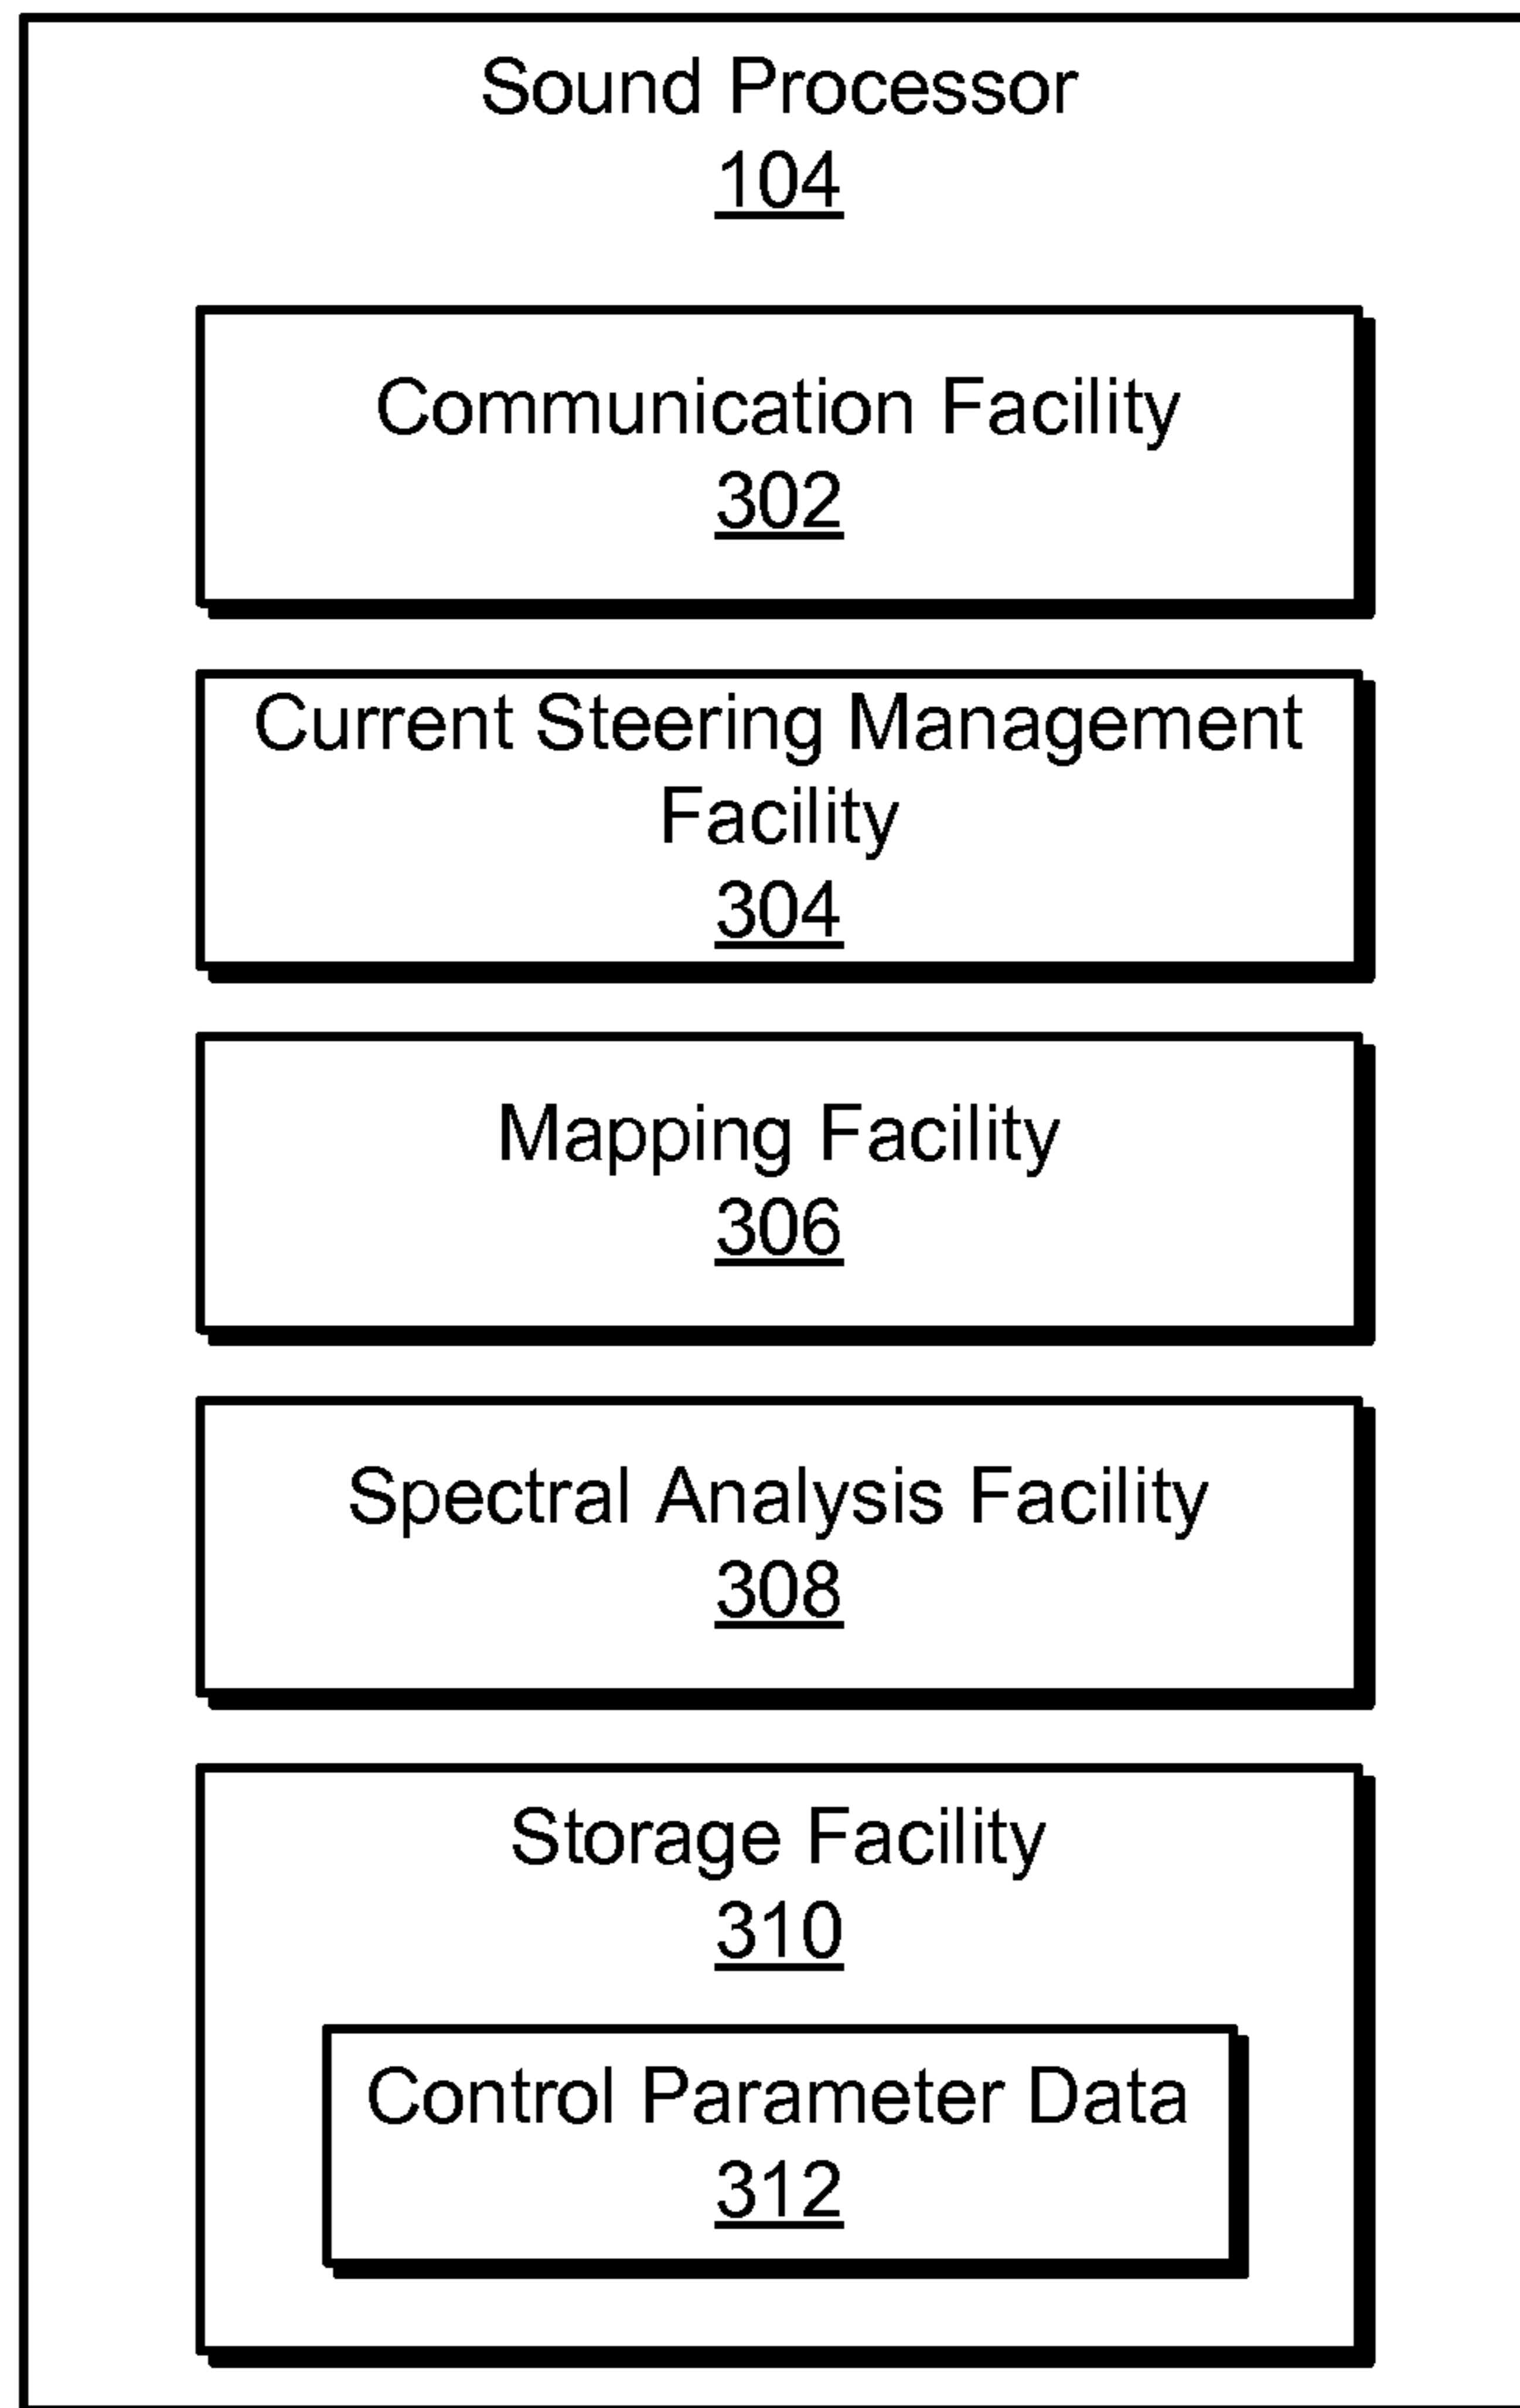 Sound Processor
104
Communication Facility
302
Current Steering Management
Facility
304
Mapping Facility
306
Spectral Analysis Facility
308
Storage Facility
310
Control Parameter Data
312